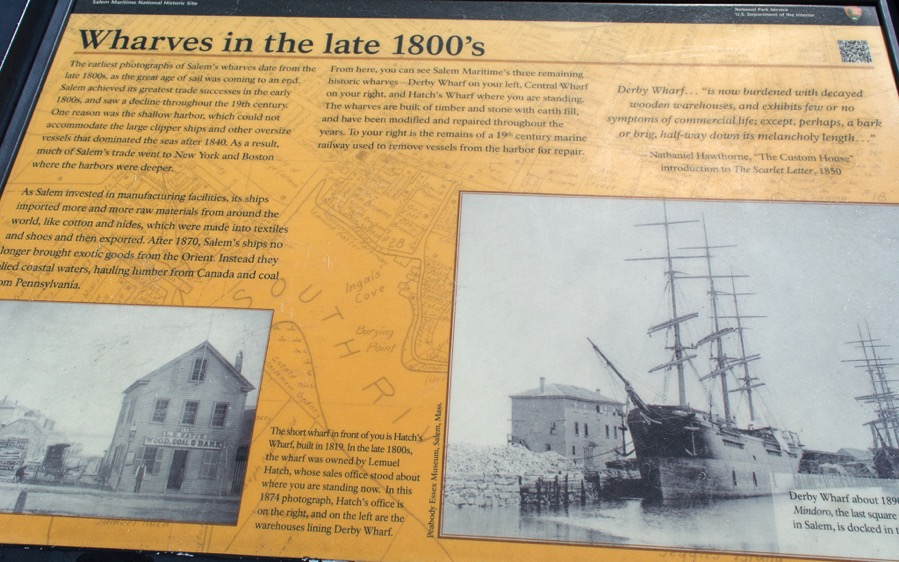 Salem Maritime National Historic Site
National Park Service
U.S. Department of the Interior
Wharves in the late 1800's
The earliest photographs of Salem's wharves date from the
late 1800s, as the great age of sail was coming to an end.
Salem achieved its greatest trade successes in the early
1800s, and saw a decline throughout the 19th century.
One reason was the shallow harbor, which could not
accommodate the large clipper ships and other oversize
vessels that dominated the seas after 1840. As a result,
much of Salem's trade went to New York and Boston
where the harbors were deeper.
As Salem invested in manufacturing facilities, its ships
imported more and more raw materials from around the
world, like cotton and hides, which were made into textiles
and shoes and then exported. After 1870, Salem's ships no
longer brought exotic goods from the Orient. Instead they
lied coastal waters, hauling lumber from Canada and coal
om Pennsylvania.
From here, you can see Salem Maritime's three remaining
historic wharves—Derby Wharf on your left, Central Wharf
on your right, and Hatch's Wharf where you are standing.
The wharves are built of timber and stone with earth fill,
and have been modified and repaired throughout the
years. To your right is the remains of a 19th century marine
railway used to remove vessels from the harbor for repair.
Derby Wharf… "is now burdened with decayed
wooden warehouses, and exhibits few or no
symptoms of commercial life; except, perhaps, a bark
or brig, half-way down its melancholy length…"
—Nathaniel Hawthorne, "The Custom House"
introduction to The Scarlet Letter, 1850
28
Ingals
Cove
Burying
Point
SOUTH RI
WOOD, COAL & BARK
The short wharf in front of you is Hatch's
Wharf, built in 1819. In the late 1800s,
the wharf was owned by Lemuel
Hatch, whose sales office stood about
where you are standing now. In this
1874 photograph, Hatch's office is
on the right, and on the left are the
warehouses lining Derby Wharf.
Peabody Essex Museum, Salem, Mass.
Derby Wharf about 189
Mindoro, the last square
in Salem, is docked in t